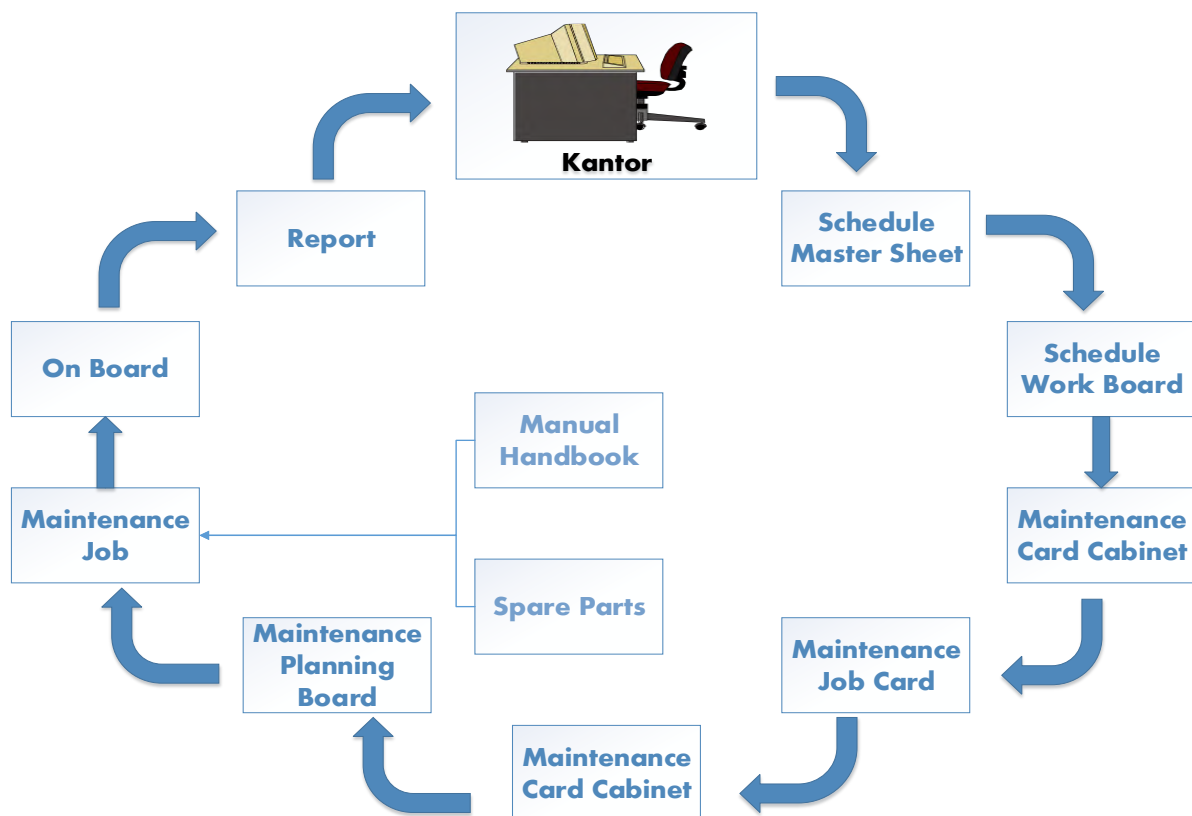 Kantor
Schedule
Master Sheet
Schedule
Work Board
Maintenance
Card Cabinet
Maintenance
Job Card
Maintenance
Card Cabinet
Maintenance
Planning
Board
Maintenance
Job
On Board
Report
Manual
Handbook
Spare Parts